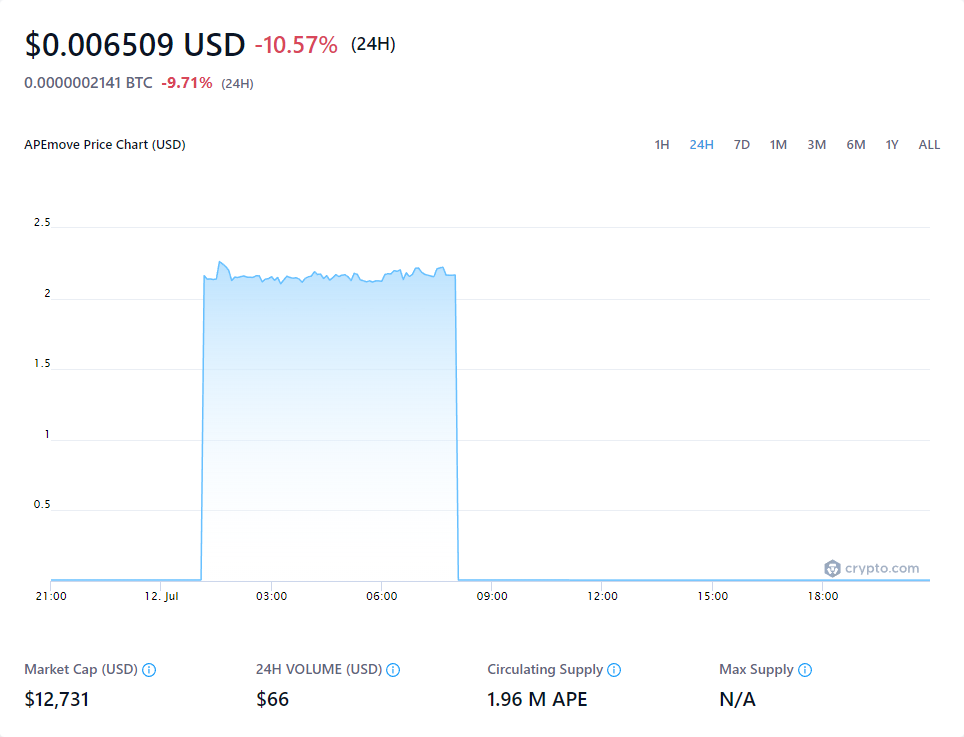 $0.006509 USD -10.57% (24H)
0.0000002141 BTC -9.71% (24H)
APEmove Price Chart (USD) 1H 24H 7D 1M 3M 6M 1Y ALL
2.5
2
1.5
1
0.5
crypto.com
21:00 12. Jul 03:00 06:00 09:00 12:00 15:00 18:00
Market Cap (USD) 24H VOLUME (USD) Circulating Supply Max Supply
$12,731 $66 1.96 M APE N/A